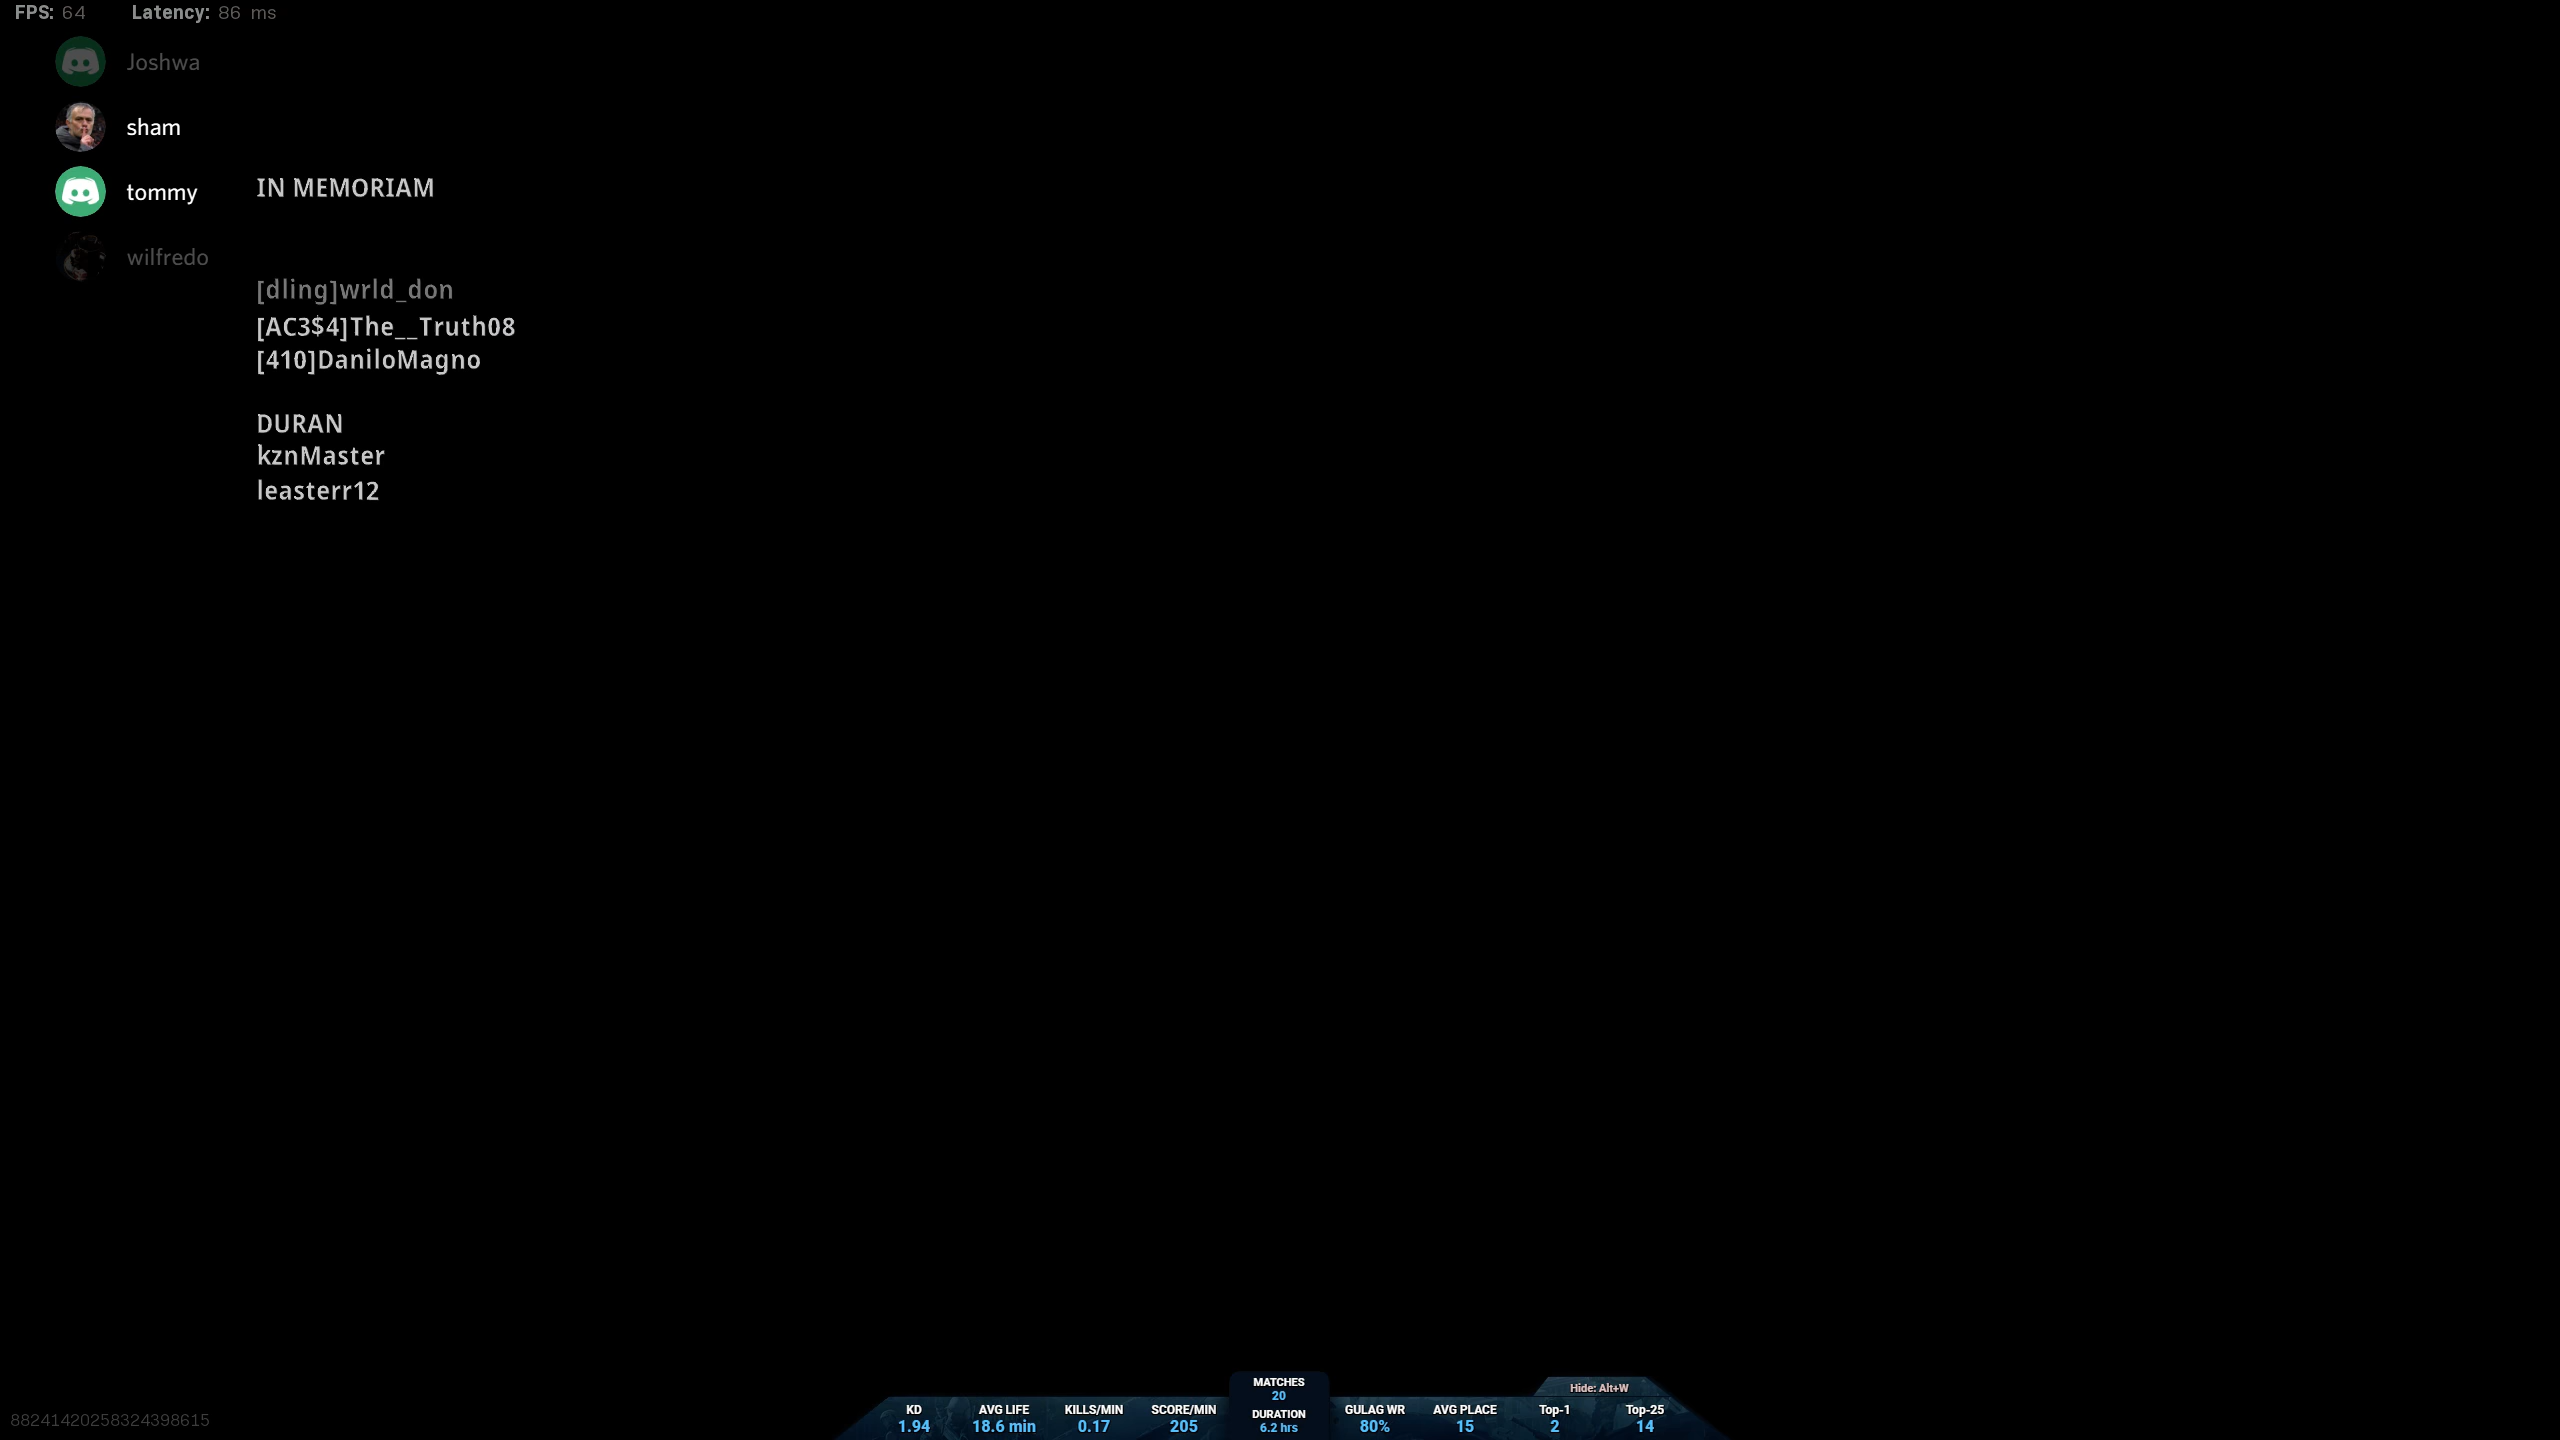 FPS: 64 Latency: 86 ms
Joshwa
sham
tommy
wilfredo
IN MEMORIAM
[dling]wrld_don
[AC3$4]The__Truth08
[410]DaniloMagno
DURAN
kznMaster
leasterr12
88241420258324398615
MATCHES
20
DURATION
6.2 hrs
Hide: Alt+W
KD AVG LIFE KILLS/MIN SCORE/MIN GULAG WR AVG PLACE Top-1 Top-25
1.94 18.6 min 0.17 205 80% 15 2 14